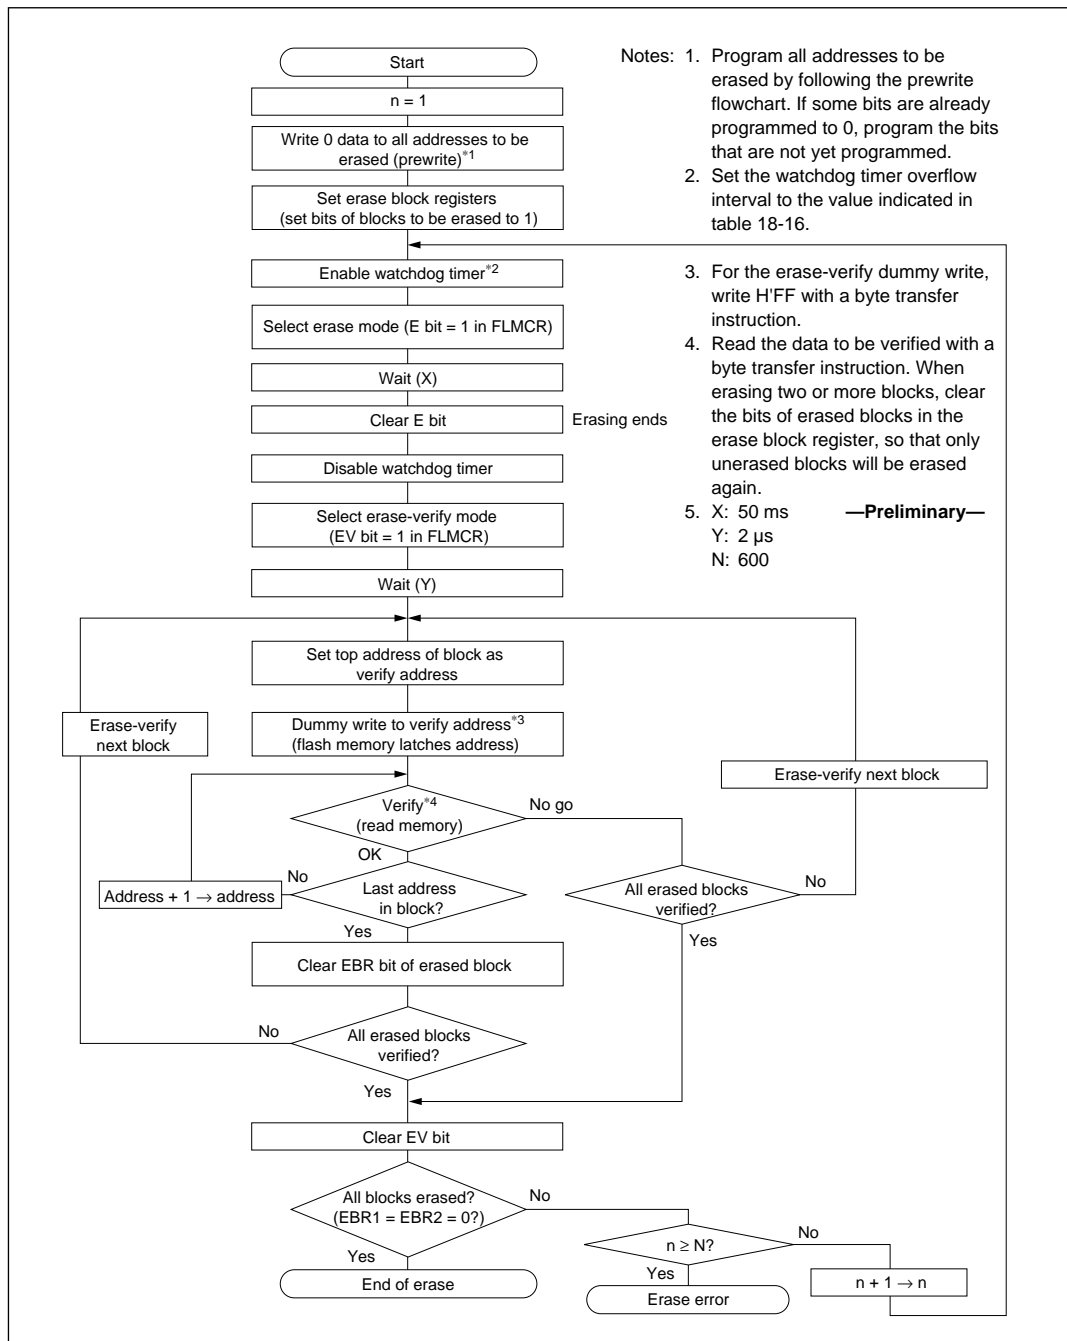 Start
n = 1
Write 0 data to all addresses to be
erased (prewrite)*1
Set erase block registers
(set bits of blocks to be erased to 1)
Enable watchdog timer*2
Select erase mode (E bit = 1 in FLMCR)
Wait (X)
Clear E bit
Erasing ends
Disable watchdog timer
Select erase-verify mode
(EV bit = 1 in FLMCR)
Wait (Y)
Set top address of block as
verify address
Erase-verify
next block
Dummy write to verify address*3
(flash memory latches address)
Erase-verify next block
Verify*4
(read memory)
No go
OK
No
Address + 1 → address
Last address
in block?
All erased blocks
verified?
No
Yes
Yes
Clear EBR bit of erased block
No
All erased blocks
verified?
Yes
Clear EV bit
All blocks erased?
(EBR1 = EBR2 = 0?)
No
n ≥ N?
No
Yes
Yes
n + 1 → n
End of erase
Erase error
Notes: 1. Program all addresses to be
erased by following the prewrite
flowchart. If some bits are already
programmed to 0, program the bits
that are not yet programmed.
2. Set the watchdog timer overflow
interval to the value indicated in
table 18-16.
3. For the erase-verify dummy write,
write H'FF with a byte transfer
instruction.
4. Read the data to be verified with a
byte transfer instruction. When
erasing two or more blocks, clear
the bits of erased blocks in the
erase block register, so that only
unerased blocks will be erased
again.
5. X: 50 ms —Preliminary—
Y: 2 µs
N: 600